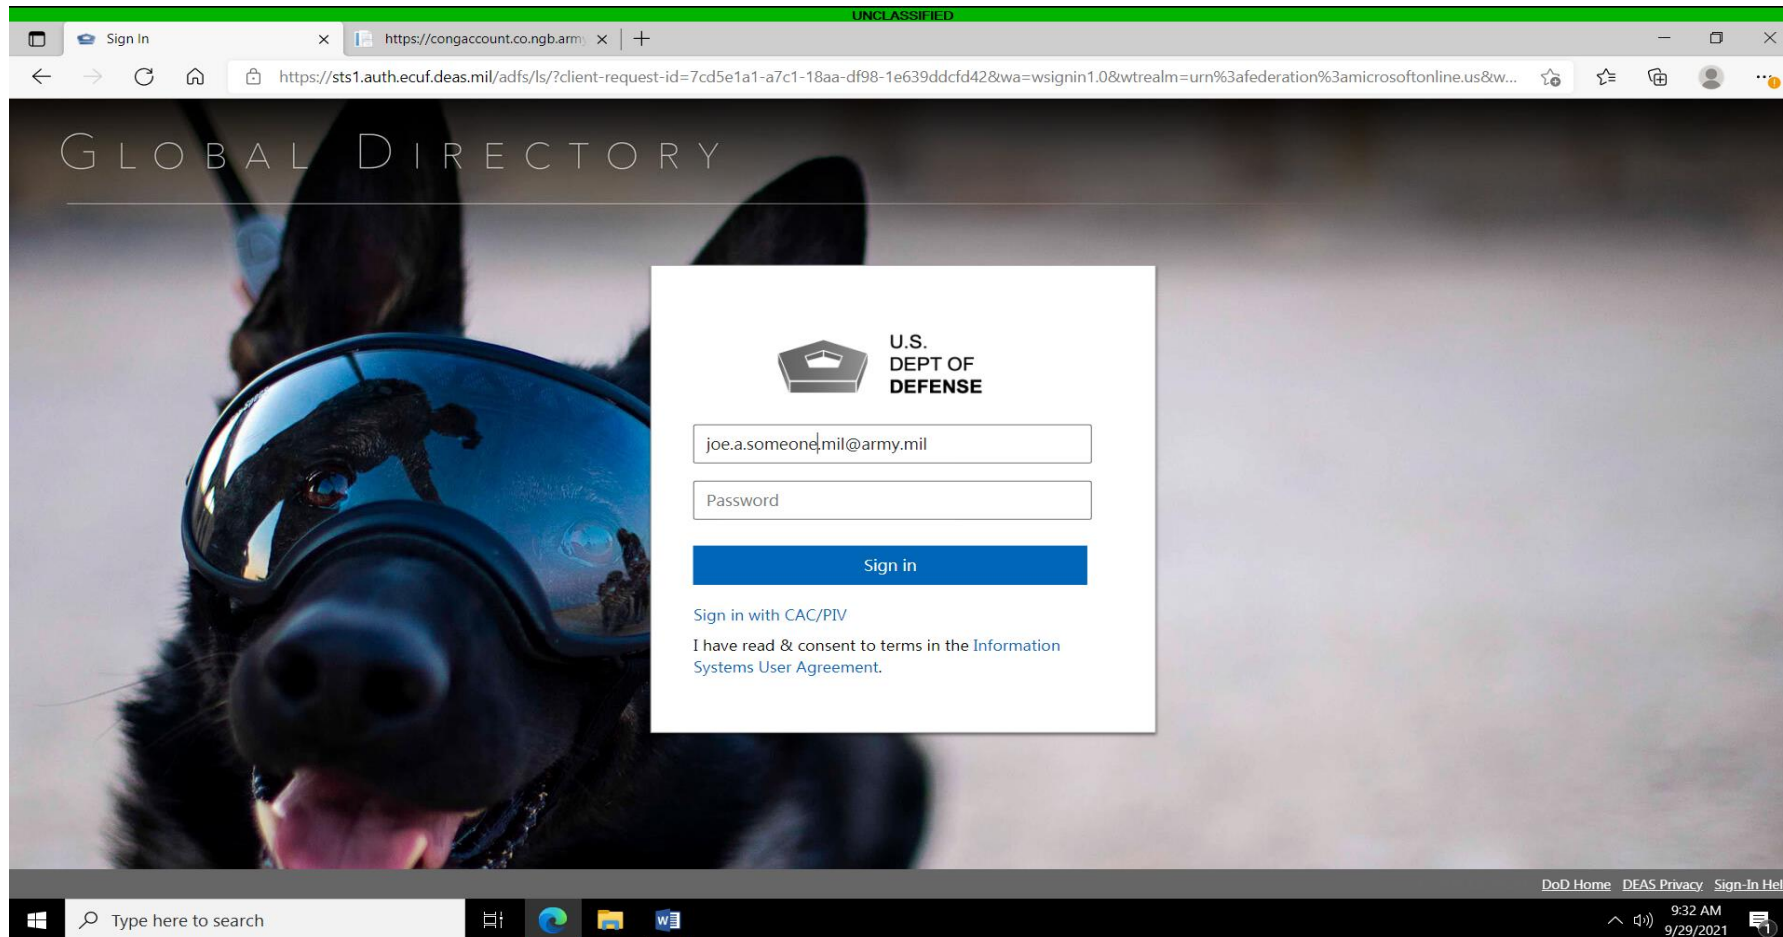 UNCLASSIFIED
Sign In
https://congaccount.co.ngb.army
https://sts1.auth.ecuf.deas.mil/adfs/ls/?client-request-id=7cd5e1a1-a7c1-18aa-df98-1e639ddcfd42&wa=wsignin1.0&wtrealm=urn%3afederation%3amicrosoftonline.us&w...
GLOBAL DIRECTORY
U.S.
DEPT OF
DEFENSE
joe.a.someone.mil@army.mil
Password
Sign in
Sign in with CAC/PIV
I have read & consent to terms in the Information
Systems User Agreement.
DoD Home DEAS Privacy Sign-In Hel
Type here to search
9:32 AM
9/29/2021
1